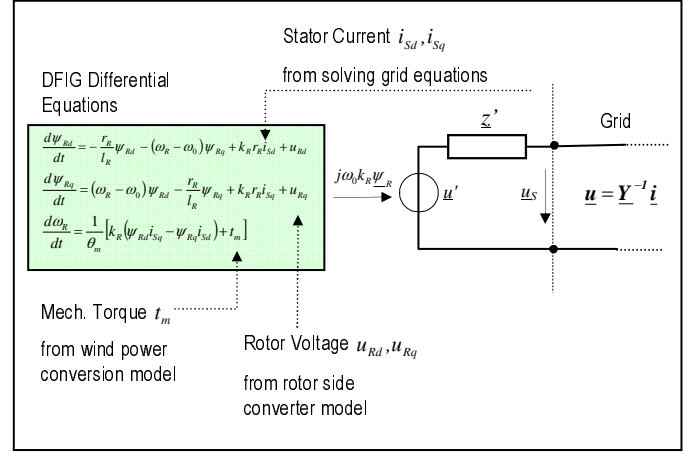 Stator Current i_Sd, i_Sq
from solving grid equations
DFIG Differential
Equations
dψ_Rd/dt = −(r_R/l_R)ψ_Rd − (ω_R − ω_0)ψ_Rq + k_R r_R i_Sd + u_Rd
dψ_Rq/dt = (ω_R − ω_0)ψ_Rd − (r_R/l_R)ψ_Rq + k_R r_R i_Sq + u_Rq
dω_R/dt = (1/θ_m)[k_R(ψ_Rd i_Sq − ψ_Rq i_Sd) + t_m]
jω_0 k_R ψ_R
z'
u'
u_S
Grid
u = Y^-1 i
Mech. Torque t_m
from wind power
conversion model
Rotor Voltage u_Rd, u_Rq
from rotor side
converter model